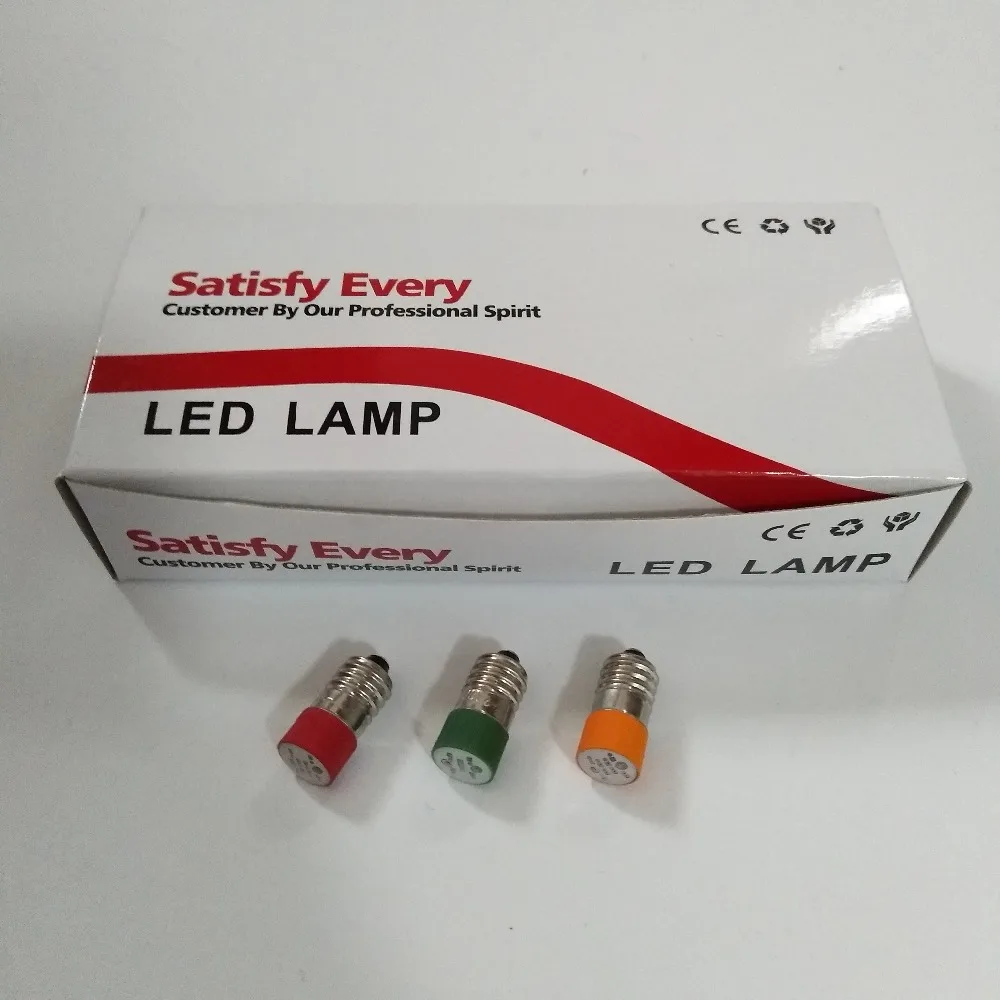 CE
Satisfy Every
Customer By Our Professional Spirit
LED LAMP
CE
Satisfy Every
Customer By Our Professional Spirit
LED LAMP